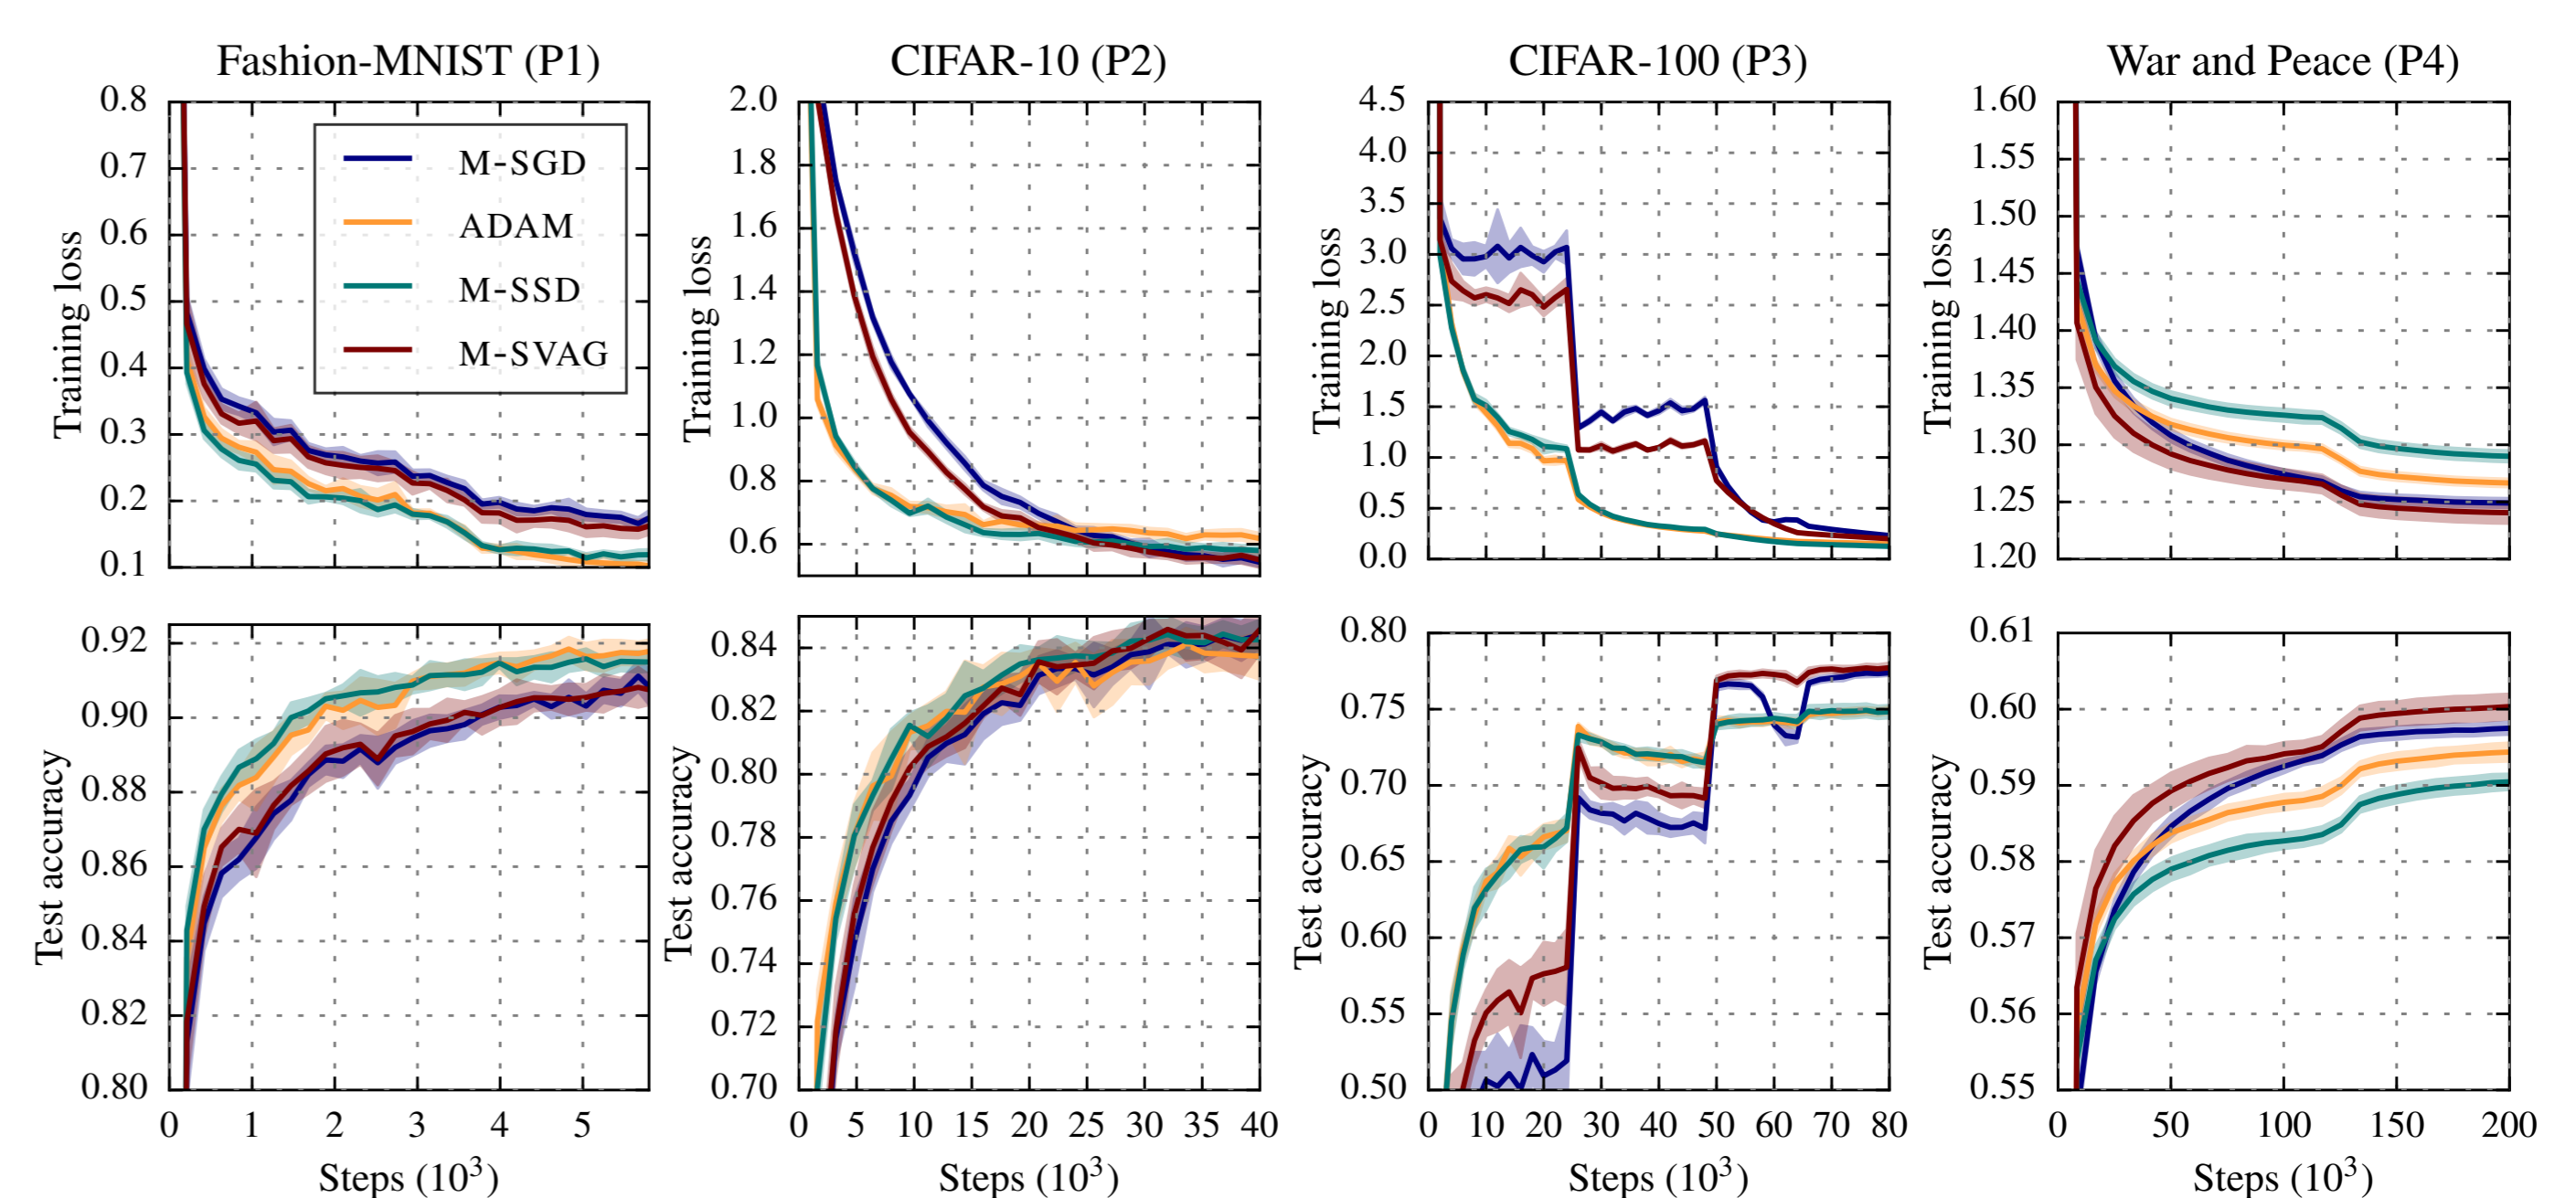 Fashion-MNIST (P1)
CIFAR-10 (P2)
CIFAR-100 (P3)
War and Peace (P4)
Training loss
0.8
0.7
0.6
0.5
0.4
0.3
0.2
0.1
M-SGD
ADAM
M-SSD
M-SVAG
Training loss
2.0
1.8
1.6
1.4
1.2
1.0
0.8
0.6
Training loss
4.5
4.0
3.5
3.0
2.5
2.0
1.5
1.0
0.5
0.0
Training loss
1.60
1.55
1.50
1.45
1.40
1.35
1.30
1.25
1.20
Test accuracy
0.92
0.90
0.88
0.86
0.84
0.82
0.80
0 1 2 3 4 5
Steps (10³)
Test accuracy
0.84
0.82
0.80
0.78
0.76
0.74
0.72
0.70
0 5 10 15 20 25 30 35 40
Steps (10³)
Test accuracy
0.80
0.75
0.70
0.65
0.60
0.55
0.50
0 10 20 30 40 50 60 70 80
Steps (10³)
Test accuracy
0.61
0.60
0.59
0.58
0.57
0.56
0.55
0 50 100 150 200
Steps (10³)